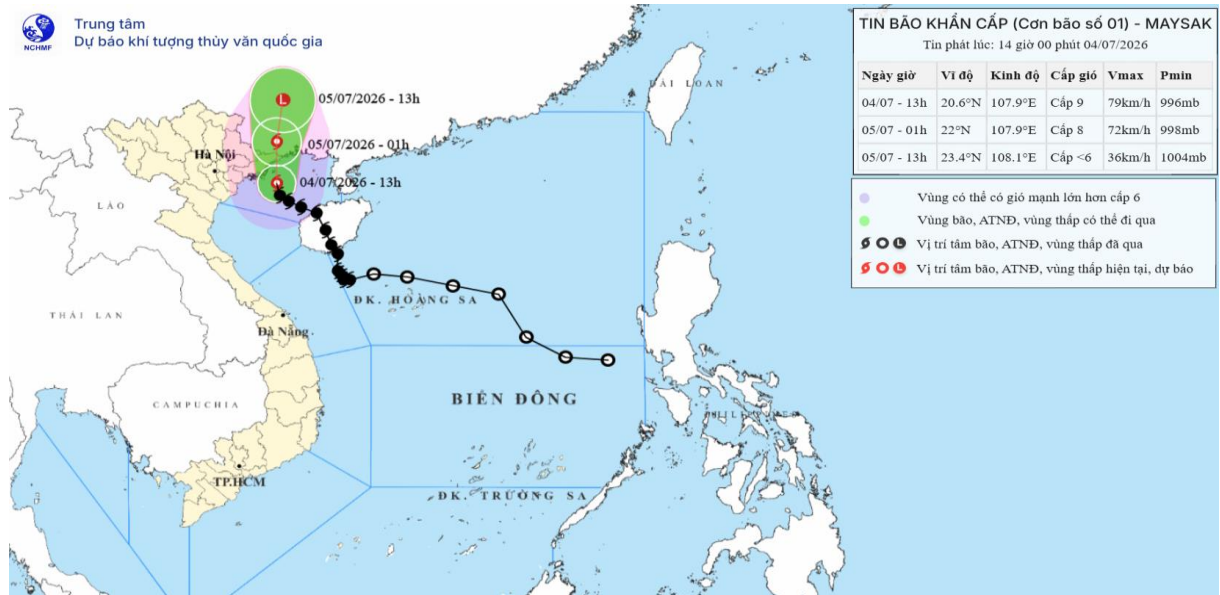 Trung tâm
Dự báo khí tượng thủy văn quốc gia
NCHMF
TIN BÃO KHẨN CẤP (Cơn bão số 01) - MAYSAK
Tin phát lúc: 14 giờ 00 phút 04/07/2026
Ngày giờ Vĩ độ Kinh độ Cấp gió Vmax Pmin
04/07 - 13h 20.6°N 107.9°E Cấp 9 79km/h 996mb
05/07 - 01h 22°N 107.9°E Cấp 8 72km/h 998mb
05/07 - 13h 23.4°N 108.1°E Cấp <6 36km/h 1004mb
Vùng có thể có gió mạnh lớn hơn cấp 6
Vùng bão, ATNĐ, vùng thấp có thể đi qua
L Vị trí tâm bão, ATNĐ, vùng thấp đã qua
L Vị trí tâm bão, ATNĐ, vùng thấp hiện tại, dự báo
ĐÀI LOAN
L 05/07/2026 - 13h
05/07/2026 - 01h
Hà Nội
04/07/2026 - 13h
LÀO
ĐK. HOÀNG SA
THÁI LAN
Đà Nẵng
BIỂN ĐÔNG
CAMPUCHIA
PHILIPPINES
TP.HCM
ĐK. TRƯỜNG SA